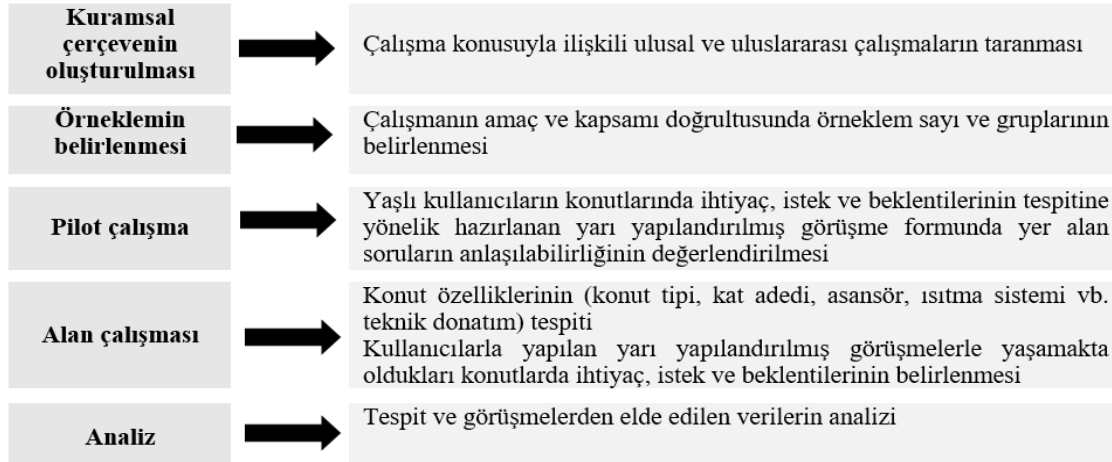 Kuramsal
çerçevenin
oluşturulması
Çalışma konusuyla ilişkili ulusal ve uluslararası çalışmaların taranması
Örneklemin
belirlenmesi
Çalışmanın amaç ve kapsamı doğrultusunda örneklem sayı ve gruplarının
belirlenmesi
Pilot çalışma
Yaşlı kullanıcıların konutlarında ihtiyaç, istek ve beklentilerinin tespitine
yönelik hazırlanan yarı yapılandırılmış görüşme formunda yer alan
soruların anlaşılabilirliğinin değerlendirilmesi
Alan çalışması
Konut özelliklerinin (konut tipi, kat adedi, asansör, ısıtma sistemi vb.
teknik donatım) tespiti
Kullanıcılarla yapılan yarı yapılandırılmış görüşmelerle yaşamakta
oldukları konutlarda ihtiyaç, istek ve beklentilerinin belirlenmesi
Analiz
Tespit ve görüşmelerden elde edilen verilerin analizi